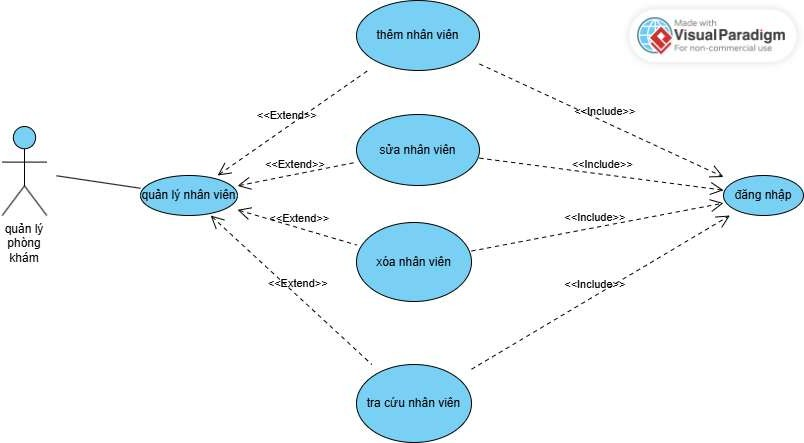 thêm nhân viên
Made with
Visual Paradigm
For non-commercial use
<<Extend>>
<<Include>>
sửa nhân viên
<<Extend>>
<<Include>>
quản lý nhân viên
đăng nhập
<<Extend>>
<<Include>>
quản lý
phòng
khám
xóa nhân viên
<<Extend>>
<<Include>>
tra cứu nhân viên